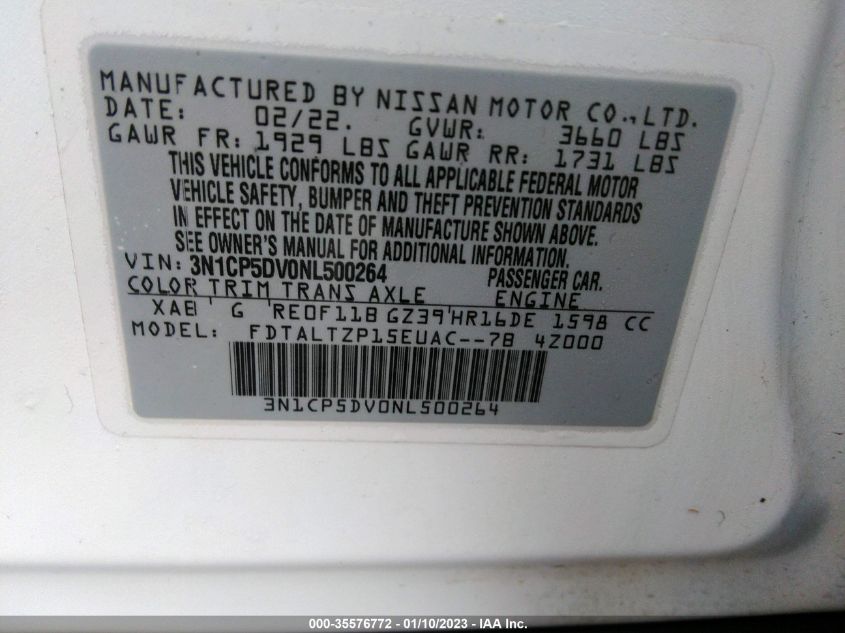 MANUFACTURED BY NISSAN MOTOR CO.,LTD.
DATE: 02/22. GVWR: 3660 LBS
GAWR FR: 1929 LBS GAWR RR: 1731 LBS
THIS VEHICLE CONFORMS TO ALL APPLICABLE FEDERAL MOTOR
VEHICLE SAFETY, BUMPER AND THEFT PREVENTION STANDARDS
IN EFFECT ON THE DATE OF MANUFACTURE SHOWN ABOVE.
SEE OWNER'S MANUAL FOR ADDITIONAL INFORMATION.
VIN: 3N1CP5DV0NL500264 PASSENGER CAR.
COLOR TRIM TRANS AXLE ENGINE
XAB ' G 'RE0F11B GZ39'HR16DE 1598 CC
MODEL: FDTALTZP15EUAC--7B 4Z000
3N1CP5DV0NL500264
000-35576772 — 01/10/2023 - IAA Inc.